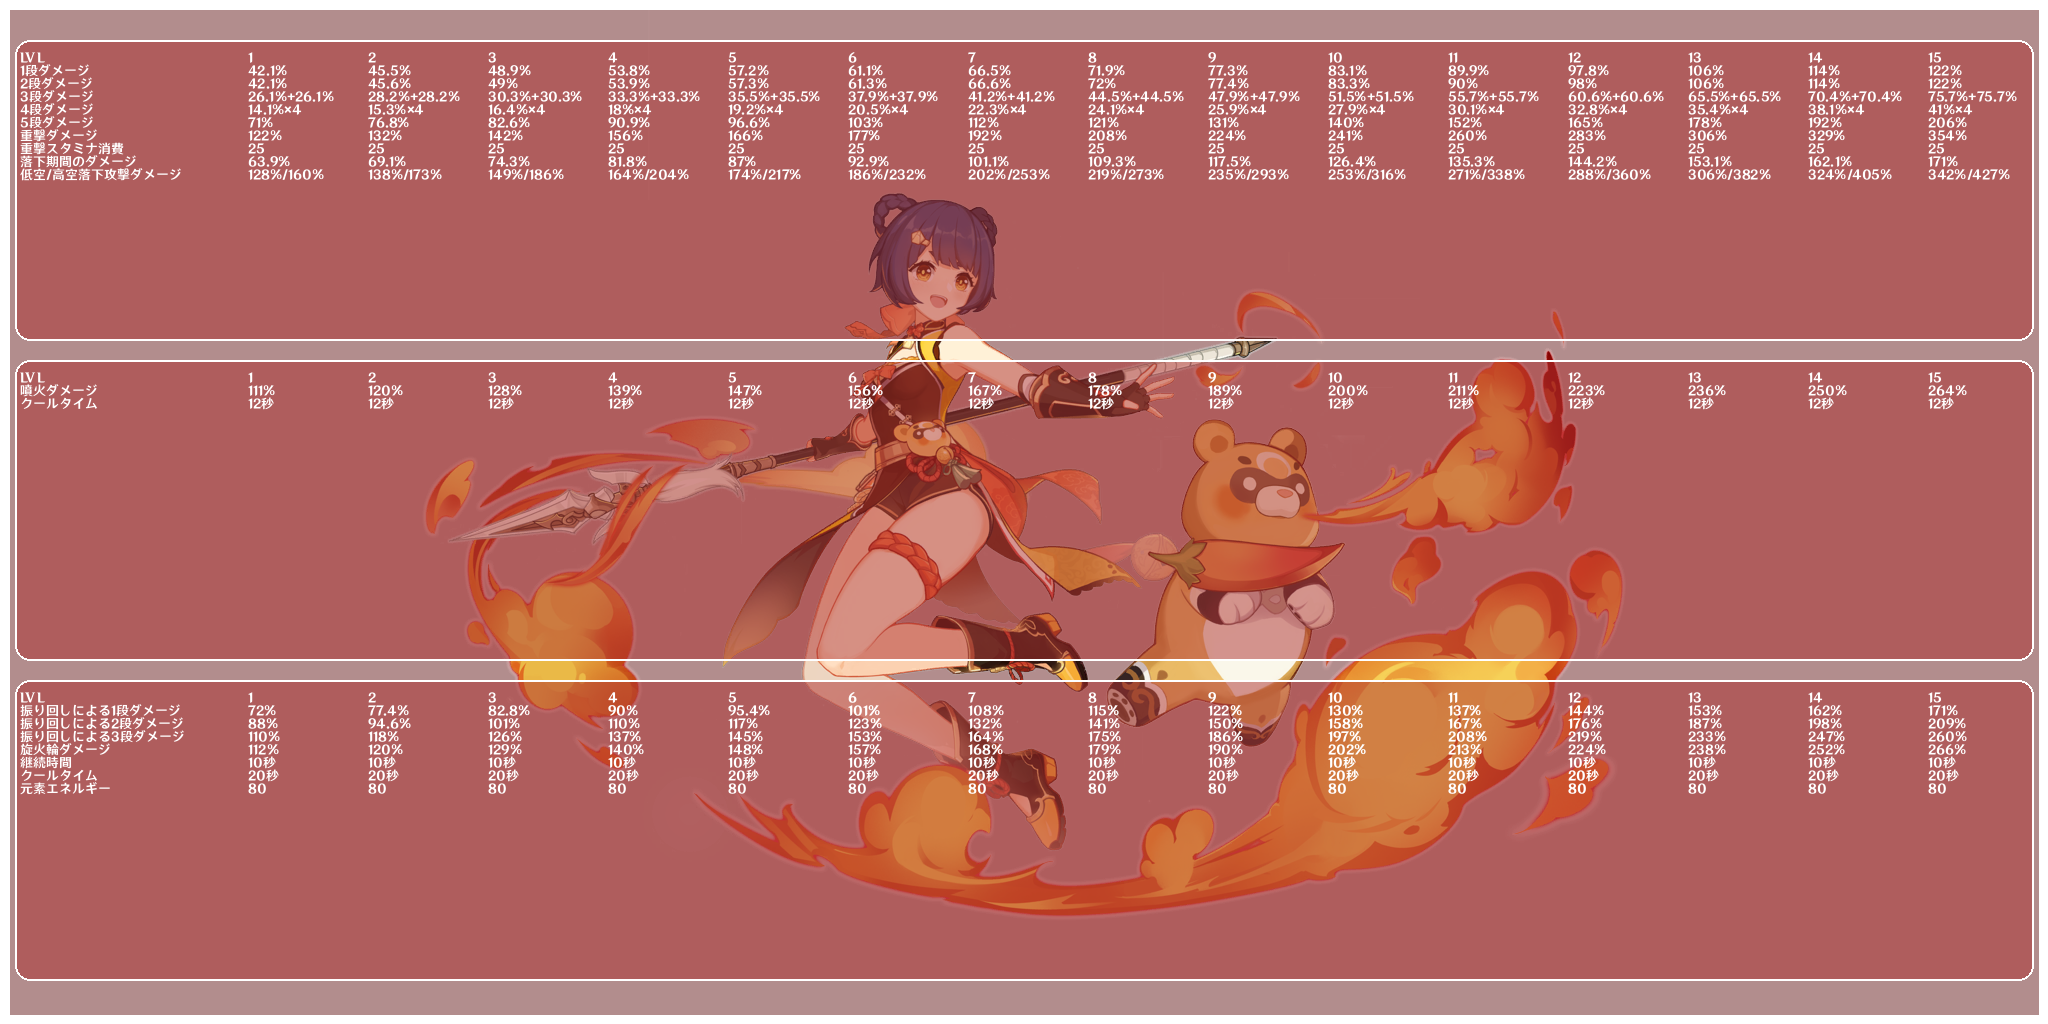 LVL 1 2 3 4 5 6 7 8 9 10 11 12 13 14 15
1段ダメージ 42.1% 45.5% 48.9% 53.8% 57.2% 61.1% 66.5% 71.9% 77.3% 83.1% 89.9% 97.8% 106% 114% 122%
2段ダメージ 42.1% 45.6% 49% 53.9% 57.3% 61.3% 66.6% 72% 77.4% 83.3% 90% 98% 106% 114% 122%
3段ダメージ 26.1%+26.1% 28.2%+28.2% 30.3%+30.3% 33.3%+33.3% 35.5%+35.5% 37.9%+37.9% 41.2%+41.2% 44.5%+44.5% 47.9%+47.9% 51.5%+51.5% 55.7%+55.7% 60.6%+60.6% 65.5%+65.5% 70.4%+70.4% 75.7%+75.7%
4段ダメージ 14.1%×4 15.3%×4 16.4%×4 18%×4 19.2%×4 20.5%×4 22.3%×4 24.1%×4 25.9%×4 27.9%×4 30.1%×4 32.8%×4 35.4%×4 38.1%×4 41%×4
5段ダメージ 71% 76.8% 82.6% 90.9% 96.6% 103% 112% 121% 131% 140% 152% 165% 178% 192% 206%
重撃ダメージ 122% 132% 142% 156% 166% 177% 192% 208% 224% 241% 260% 283% 306% 329% 354%
重撃スタミナ消費 25 25 25 25 25 25 25 25 25 25 25 25 25 25 25
落下期間のダメージ 63.9% 69.1% 74.3% 81.8% 87% 92.9% 101.1% 109.3% 117.5% 126.4% 135.3% 144.2% 153.1% 162.1% 171%
低空/高空落下攻撃ダメージ 128%/160% 138%/173% 149%/186% 164%/204% 174%/217% 186%/232% 202%/253% 219%/273% 235%/293% 253%/316% 271%/338% 288%/360% 306%/382% 324%/405% 342%/427%
LVL 1 2 3 4 5 6 7 8 9 10 11 12 13 14 15
噴火ダメージ 111% 120% 128% 139% 147% 156% 167% 178% 189% 200% 211% 223% 236% 250% 264%
クールタイム 12秒 12秒 12秒 12秒 12秒 12秒 12秒 12秒 12秒 12秒 12秒 12秒 12秒 12秒 12秒
LVL 1 2 3 4 5 6 7 8 9 10 11 12 13 14 15
振り回しによる1段ダメージ 72% 77.4% 82.8% 90% 95.4% 101% 108% 115% 122% 130% 137% 144% 153% 162% 171%
振り回しによる2段ダメージ 88% 94.6% 101% 110% 117% 123% 132% 141% 150% 158% 167% 176% 187% 198% 209%
振り回しによる3段ダメージ 110% 118% 126% 137% 145% 153% 164% 175% 186% 197% 208% 219% 233% 247% 260%
旋火輪ダメージ 112% 120% 129% 140% 148% 157% 168% 179% 190% 202% 213% 224% 238% 252% 266%
継続時間 10秒 10秒 10秒 10秒 10秒 10秒 10秒 10秒 10秒 10秒 10秒 10秒 10秒 10秒 10秒
クールタイム 20秒 20秒 20秒 20秒 20秒 20秒 20秒 20秒 20秒 20秒 20秒 20秒 20秒 20秒 20秒
元素エネルギー 80 80 80 80 80 80 80 80 80 80 80 80 80 80 80